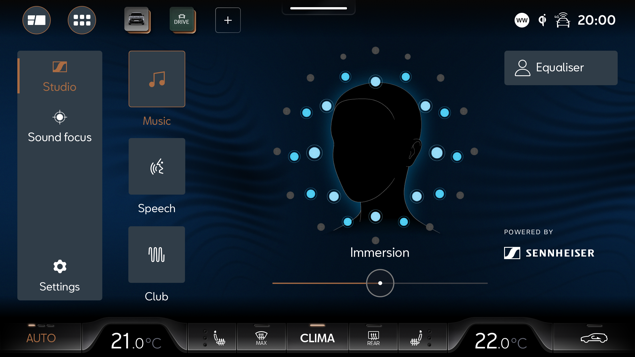 DRIVE
WW
20:00
Studio
Sound focus
Settings
Music
Speech
Club
Immersion
Equaliser
POWERED BY
SENNHEISER
AUTO
21.0°C
MAX
CLIMA
REAR
22.0°C